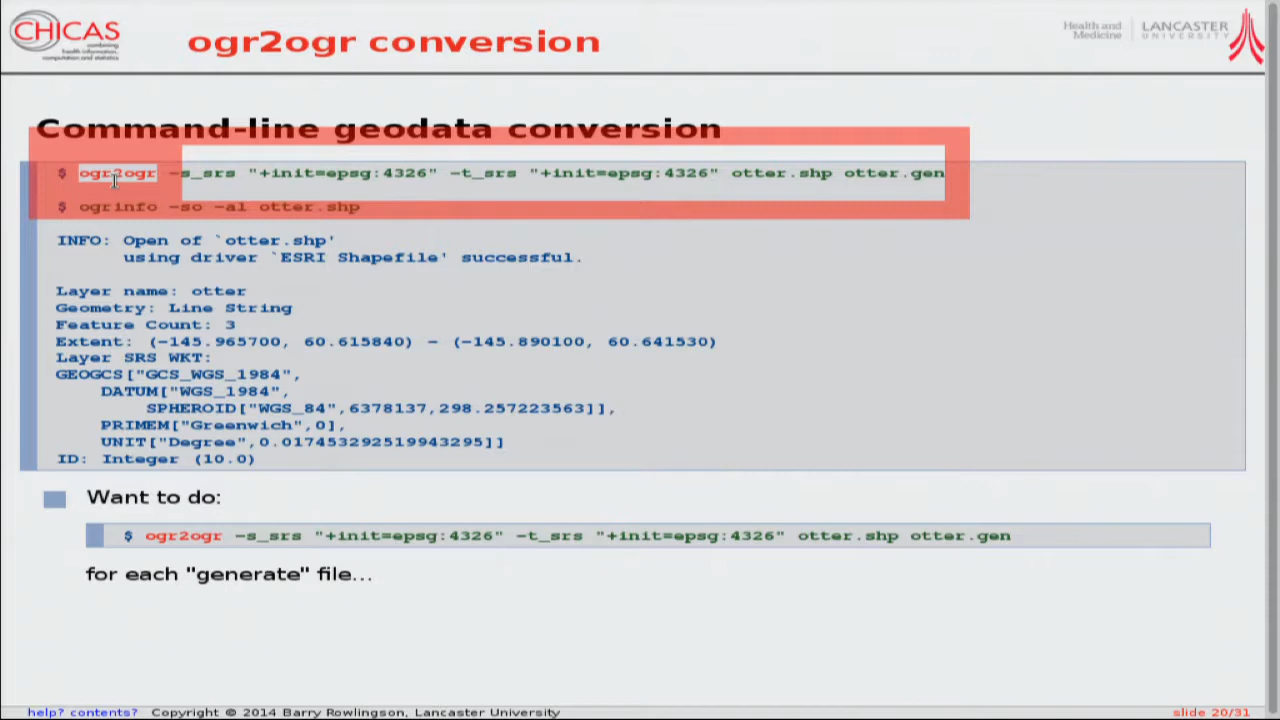 CHICAS
combining
health information,
computation and statistics
ogr2ogr conversion
Health and
Medicine
LANCASTER
UNIVERSITY
Command-line geodata conversion
$ ogr2ogr -s_srs "+init=epsg:4326" -t_srs "+init=epsg:4326" otter.shp otter.gen
$ ogrinfo -so -al otter.shp
INFO: Open of `otter.shp'
using driver `ESRI Shapefile' successful.
Layer name: otter
Geometry: Line String
Feature Count: 3
Extent: (-145.965700, 60.615840) - (-145.890100, 60.641530)
Layer SRS WKT:
GEOGCS["GCS_WGS_1984",
DATUM["WGS_1984",
SPHEROID["WGS_84",6378137,298.257223563]],
PRIMEM["Greenwich",0],
UNIT["Degree",0.017453292519943295]]
ID: Integer (10.0)
Want to do:
$ ogr2ogr -s_srs "+init=epsg:4326" -t_srs "+init=epsg:4326" otter.shp otter.gen
for each "generate" file...
help? contents? Copyright © 2014 Barry Rowlingson, Lancaster University
slide 20/31